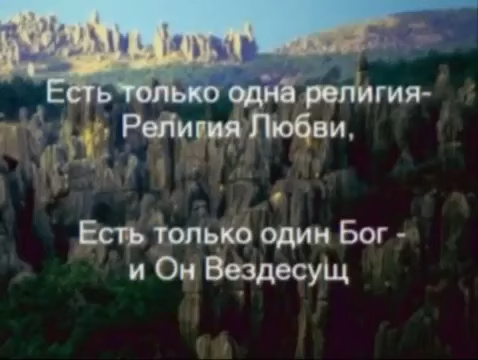 Есть только одна религия-
Религия Любви,
Есть только один Бог -
и Он Вездесущ